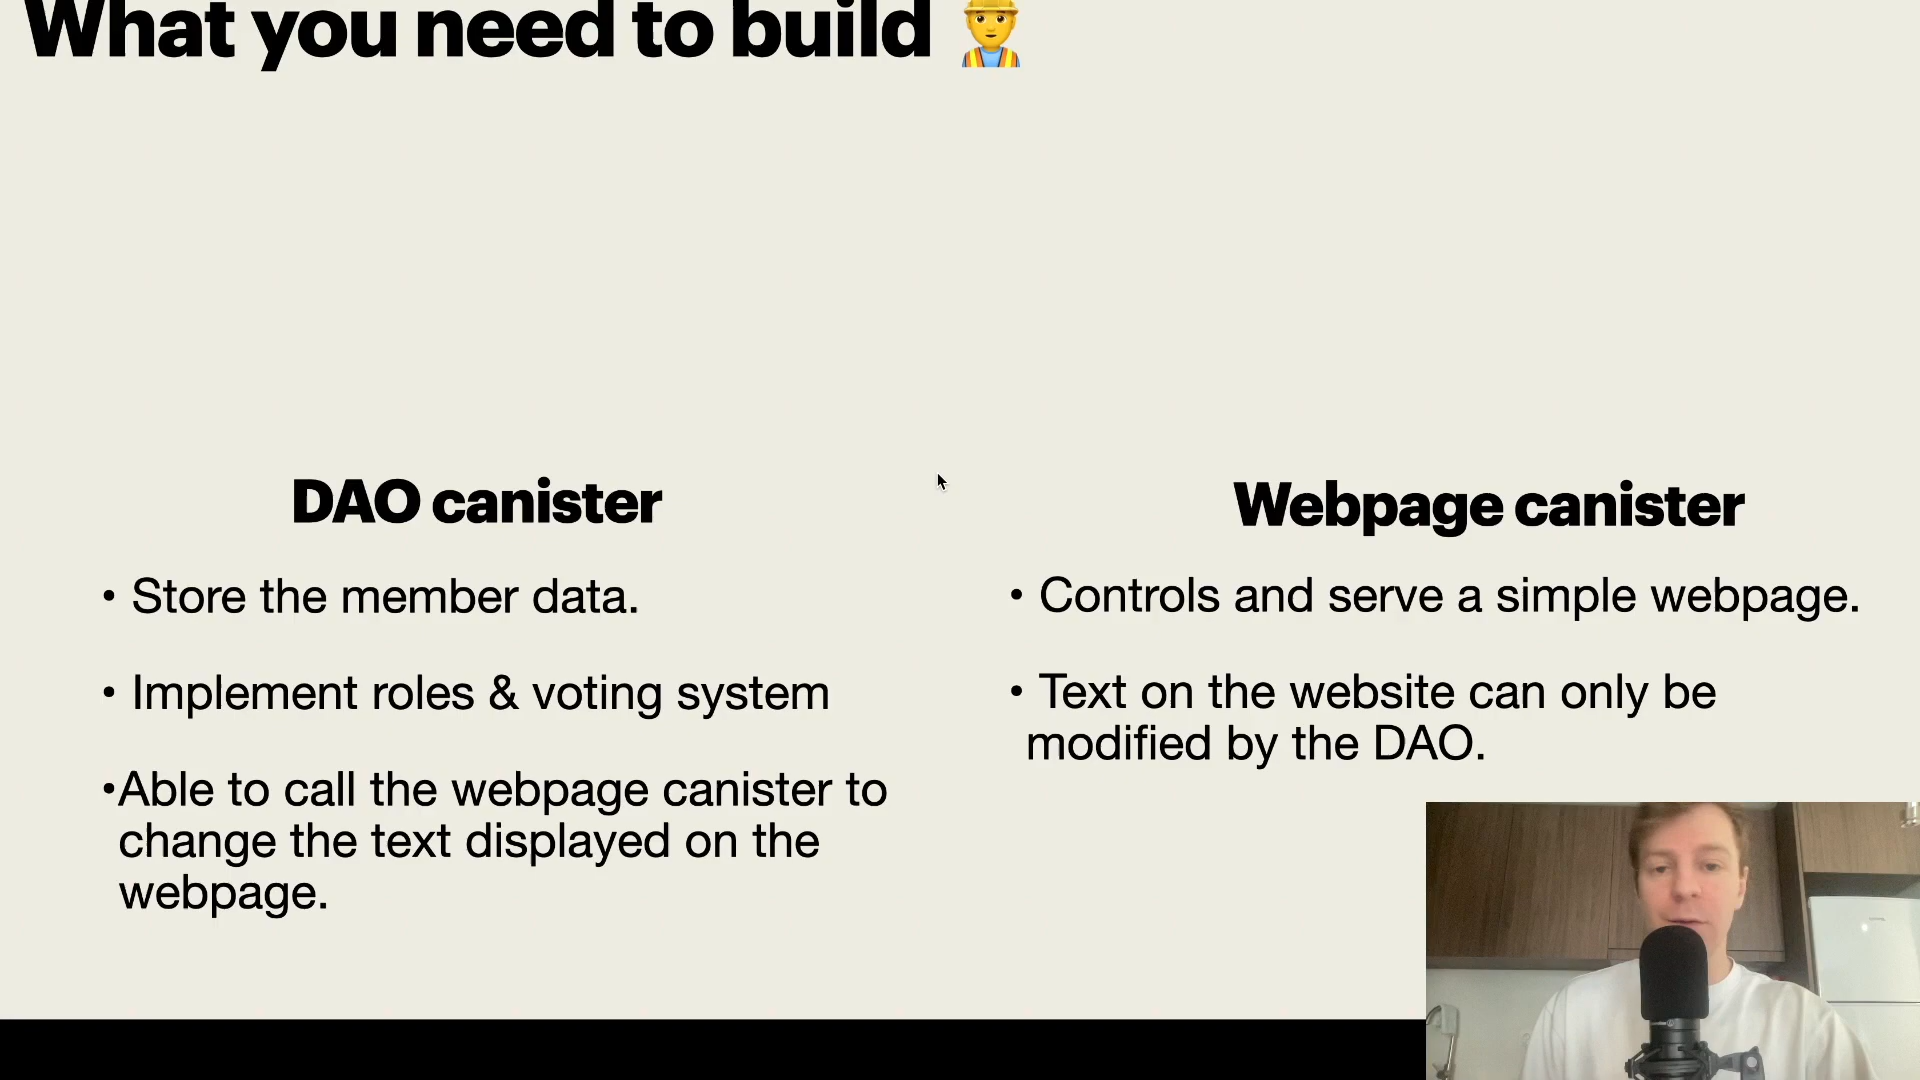 What you need to build 👷
DAO canister
• Store the member data.
• Implement roles & voting system
•Able to call the webpage canister to
change the text displayed on the
webpage.
Webpage canister
• Controls and serve a simple webpage.
• Text on the website can only be
modified by the DAO.